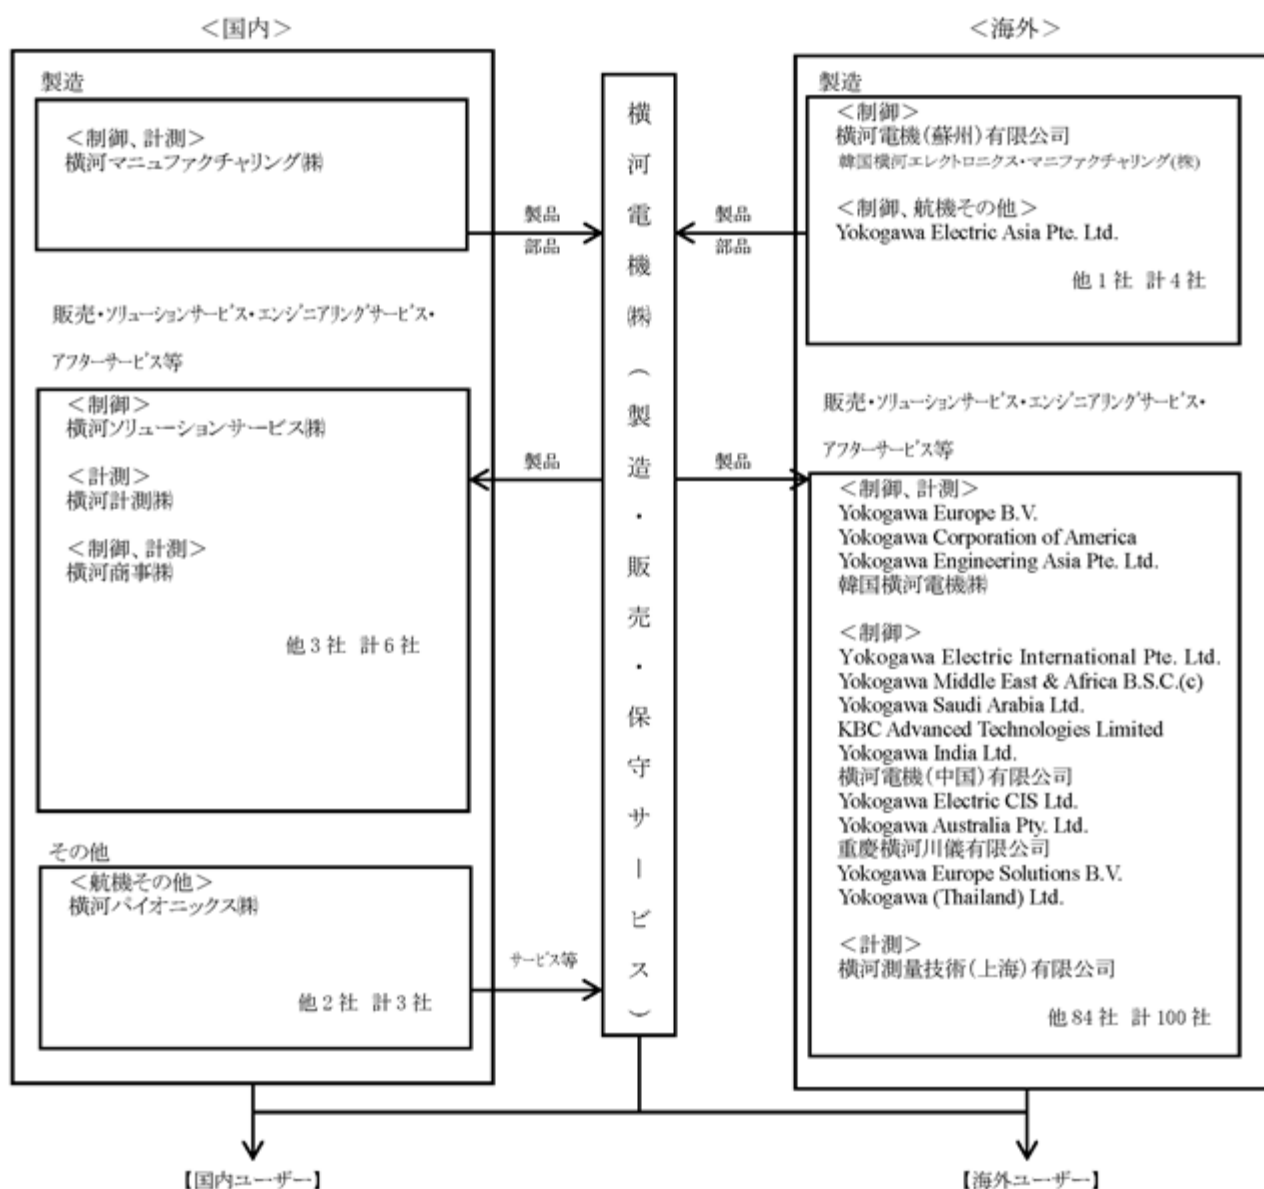 ＜国内＞
製造
＜制御、計測＞
横河マニュファクチャリング㈱
販売・ソリューションサービス・エンジニアリングサービス・
アフターサービス等
＜制御＞
横河ソリューションサービス㈱
＜計測＞
横河計測㈱
＜制御、計測＞
横河商事㈱
他3社 計6社
その他
＜航機その他＞
横河パイオニックス㈱
他2社 計3社
製品
部品
製品
サービス等
横河電機㈱（製造・販売・保守サービス）
製品
部品
製品
＜海外＞
製造
＜制御＞
横河電機（蘇州）有限公司
韓国横河エレクトロニクス・マニファクチャリング(株)
＜制御、航機その他＞
Yokogawa Electric Asia Pte. Ltd.
他1社 計4社
販売・ソリューションサービス・エンジニアリングサービス・
アフターサービス等
＜制御、計測＞
Yokogawa Europe B.V.
Yokogawa Corporation of America
Yokogawa Engineering Asia Pte. Ltd.
韓国横河電機㈱
＜制御＞
Yokogawa Electric International Pte. Ltd.
Yokogawa Middle East & Africa B.S.C.(c)
Yokogawa Saudi Arabia Ltd.
KBC Advanced Technologies Limited
Yokogawa India Ltd.
横河電機（中国）有限公司
Yokogawa Electric CIS Ltd.
Yokogawa Australia Pty. Ltd.
重慶横河川儀有限公司
Yokogawa Europe Solutions B.V.
Yokogawa (Thailand) Ltd.
＜計測＞
横河測量技術（上海）有限公司
他84社 計100社
【国内ユーザー】
【海外ユーザー】